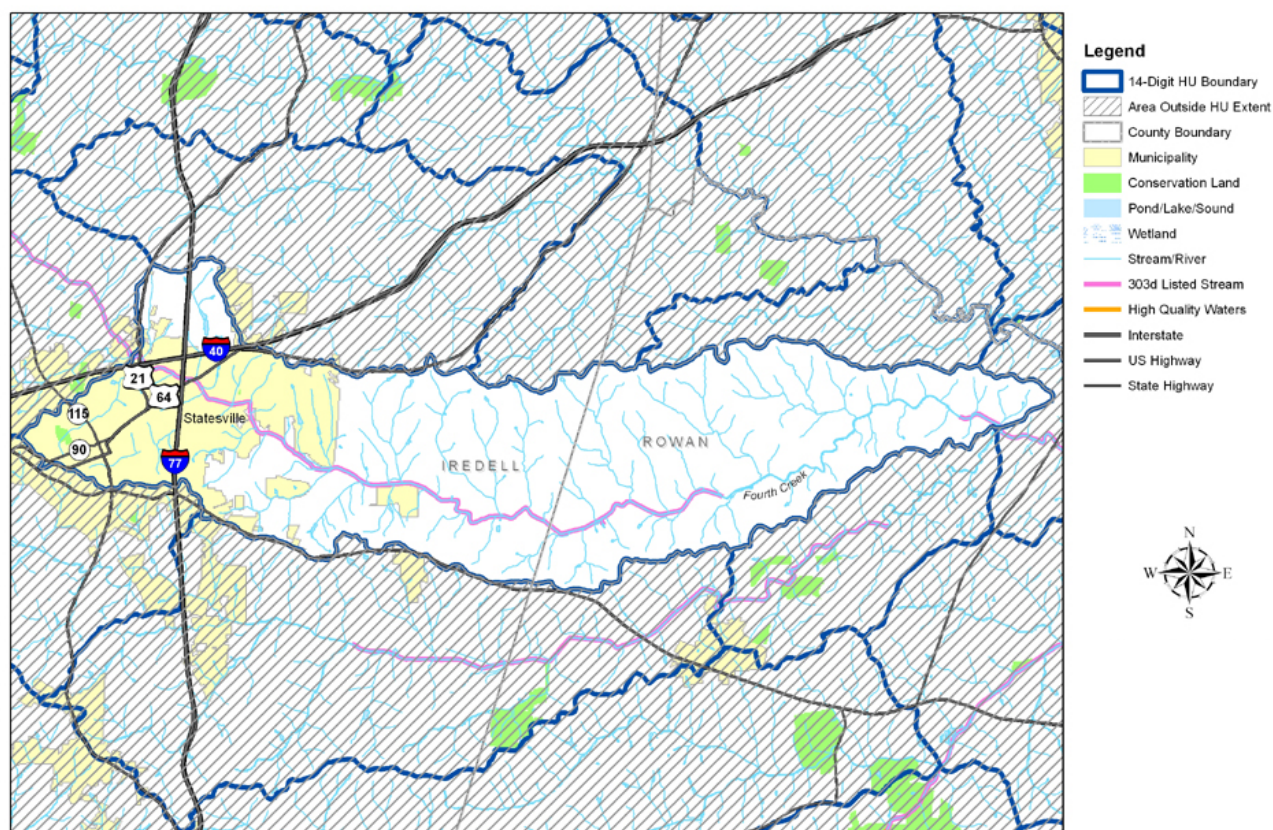 Legend
14-Digit HU Boundary
Area Outside HU Extent
County Boundary
Municipality
Conservation Land
Pond/Lake/Sound
Wetland
Stream/River
303d Listed Stream
High Quality Waters
Interstate
US Highway
State Highway
40
21
64
115
Statesville
90
77
IREDELL
ROWAN
Fourth Creek
N
W E
S